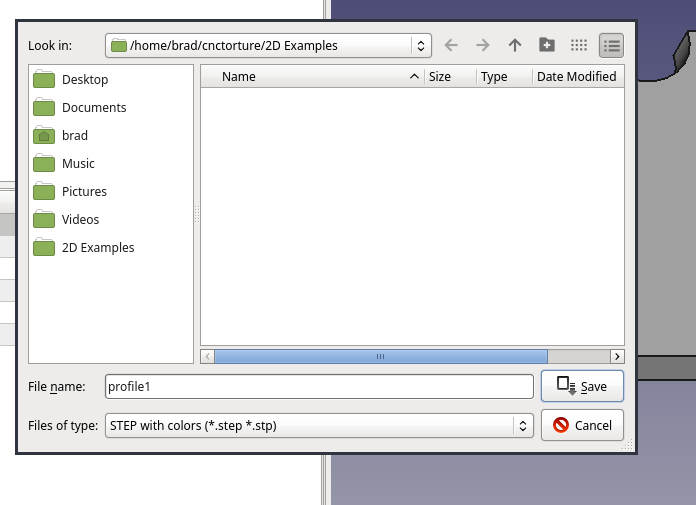 Look in: /home/brad/cnctorture/2D Examples
Name Size Type Date Modified
Desktop
Documents
brad
Music
Pictures
Videos
2D Examples
File name: profile1 Save
Files of type: STEP with colors (*.step *.stp) Cancel